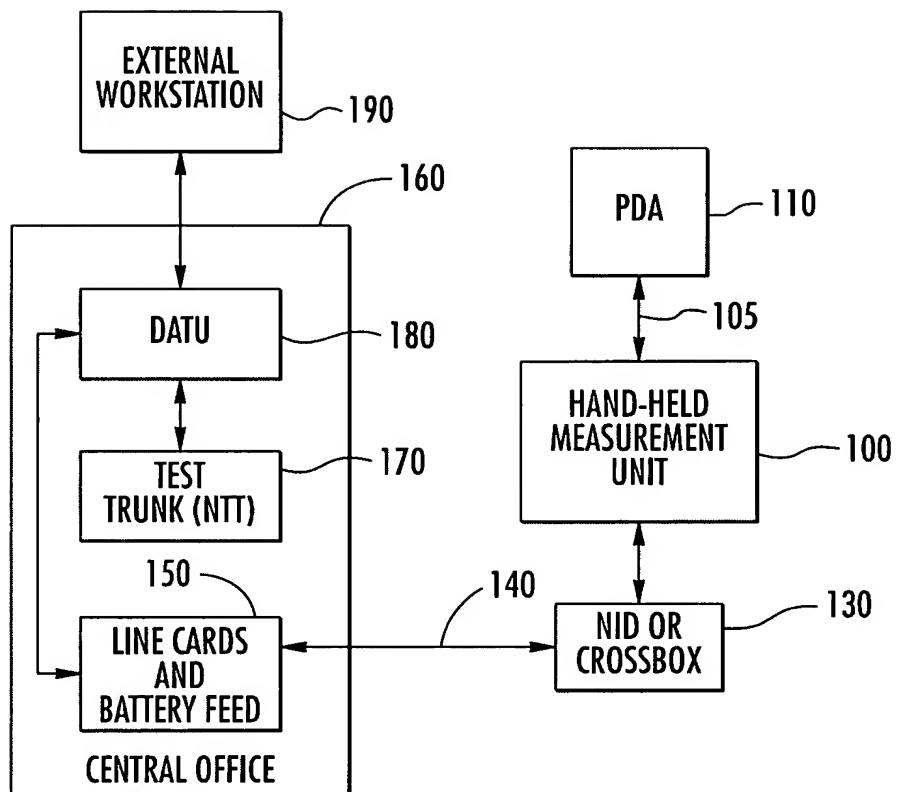 EXTERNAL
WORKSTATION
190
160
PDA
110
DATU
180
105
HAND-HELD
MEASUREMENT
UNIT
100
TEST
TRUNK (NTT)
170
150
140
LINE CARDS
AND
BATTERY FEED
NID OR
CROSSBOX
130
CENTRAL OFFICE